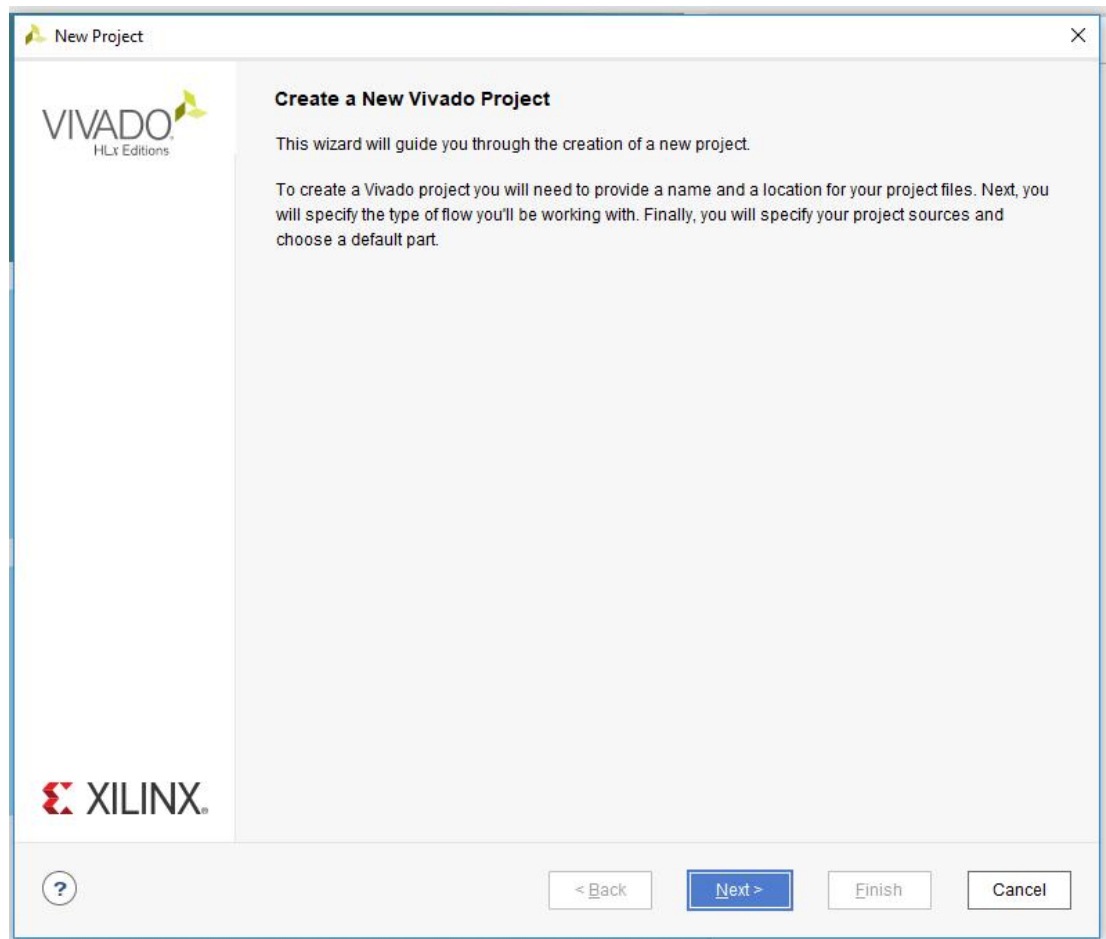 New Project
VIVADO.
HLx Editions
Create a New Vivado Project
This wizard will guide you through the creation of a new project.
To create a Vivado project you will need to provide a name and a location for your project files. Next, you
will specify the type of flow you'll be working with. Finally, you will specify your project sources and
choose a default part.
XILINX.
?
< Back
Next >
Finish
Cancel